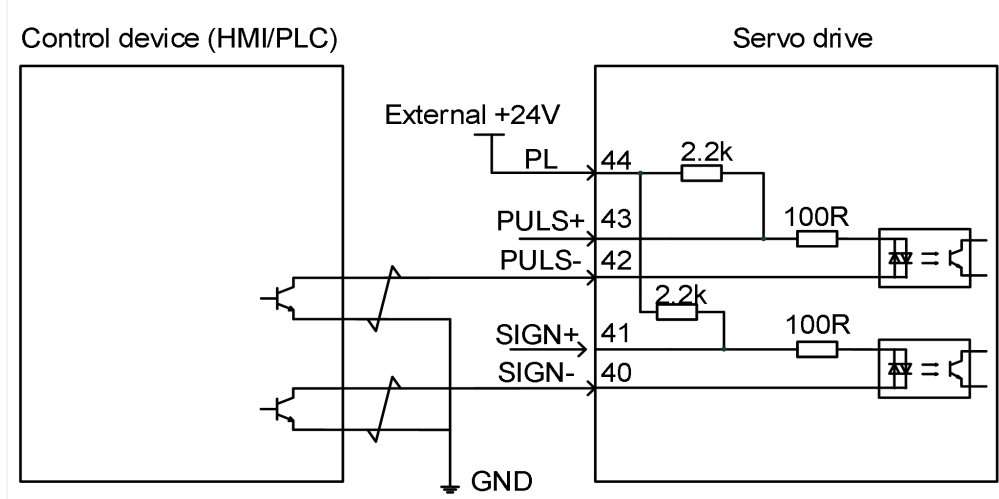 Control device (HMI/PLC)
Servo drive
External +24V
PL
44
2.2k
PULS+
43
100R
PULS-
42
2.2k
SIGN+
41
100R
SIGN-
40
GND